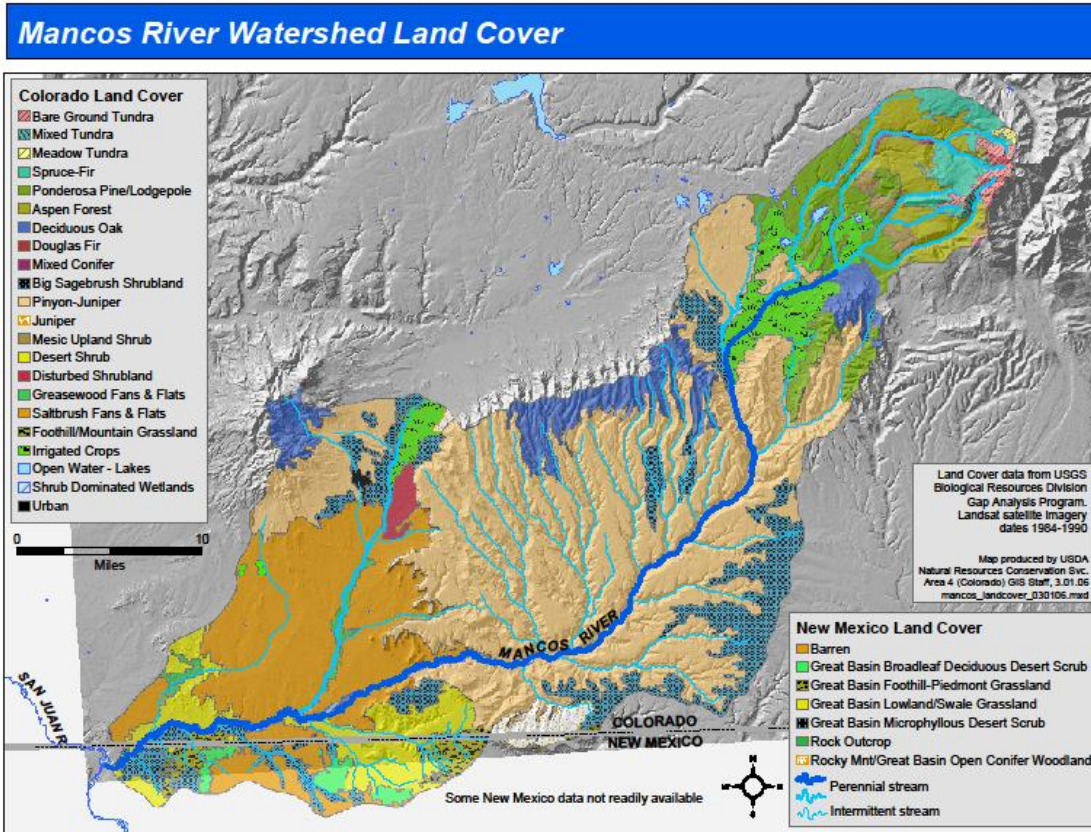 Mancos River Watershed Land Cover
Colorado Land Cover
Bare Ground Tundra
Mixed Tundra
Meadow Tundra
Spruce-Fir
Ponderosa Pine/Lodgepole
Aspen Forest
Deciduous Oak
Douglas Fir
Mixed Conifer
Big Sagebrush Shrubland
Pinyon-Juniper
Juniper
Mesic Upland Shrub
Desert Shrub
Disturbed Shrubland
Greasewood Fans & Flats
Saltbrush Fans & Flats
Foothill/Mountain Grassland
Irrigated Crops
Open Water - Lakes
Shrub Dominated Wetlands
Urban
0 10
Miles
Land Cover data from USGS
Biological Resources Division
Gap Analysis Program.
Landsat satellite Imagery
dates 1984-1990
Map produced by USDA
Natural Resources Conservation Svc.
Area 4 (Colorado) GIS Staff, 3.01.06
mancos_landcover_030106.mxd
MANCOS RIVER
SAN JUAN R
COLORADO
NEW MEXICO
New Mexico Land Cover
Barren
Great Basin Broadleaf Deciduous Desert Scrub
Great Basin Foothill-Piedmont Grassland
Great Basin Lowland/Swale Grassland
Great Basin Microphyllous Desert Scrub
Rock Outcrop
Rocky Mnt/Great Basin Open Conifer Woodland
Perennial stream
Intermittent stream
N
W E
S
Some New Mexico data not readily available